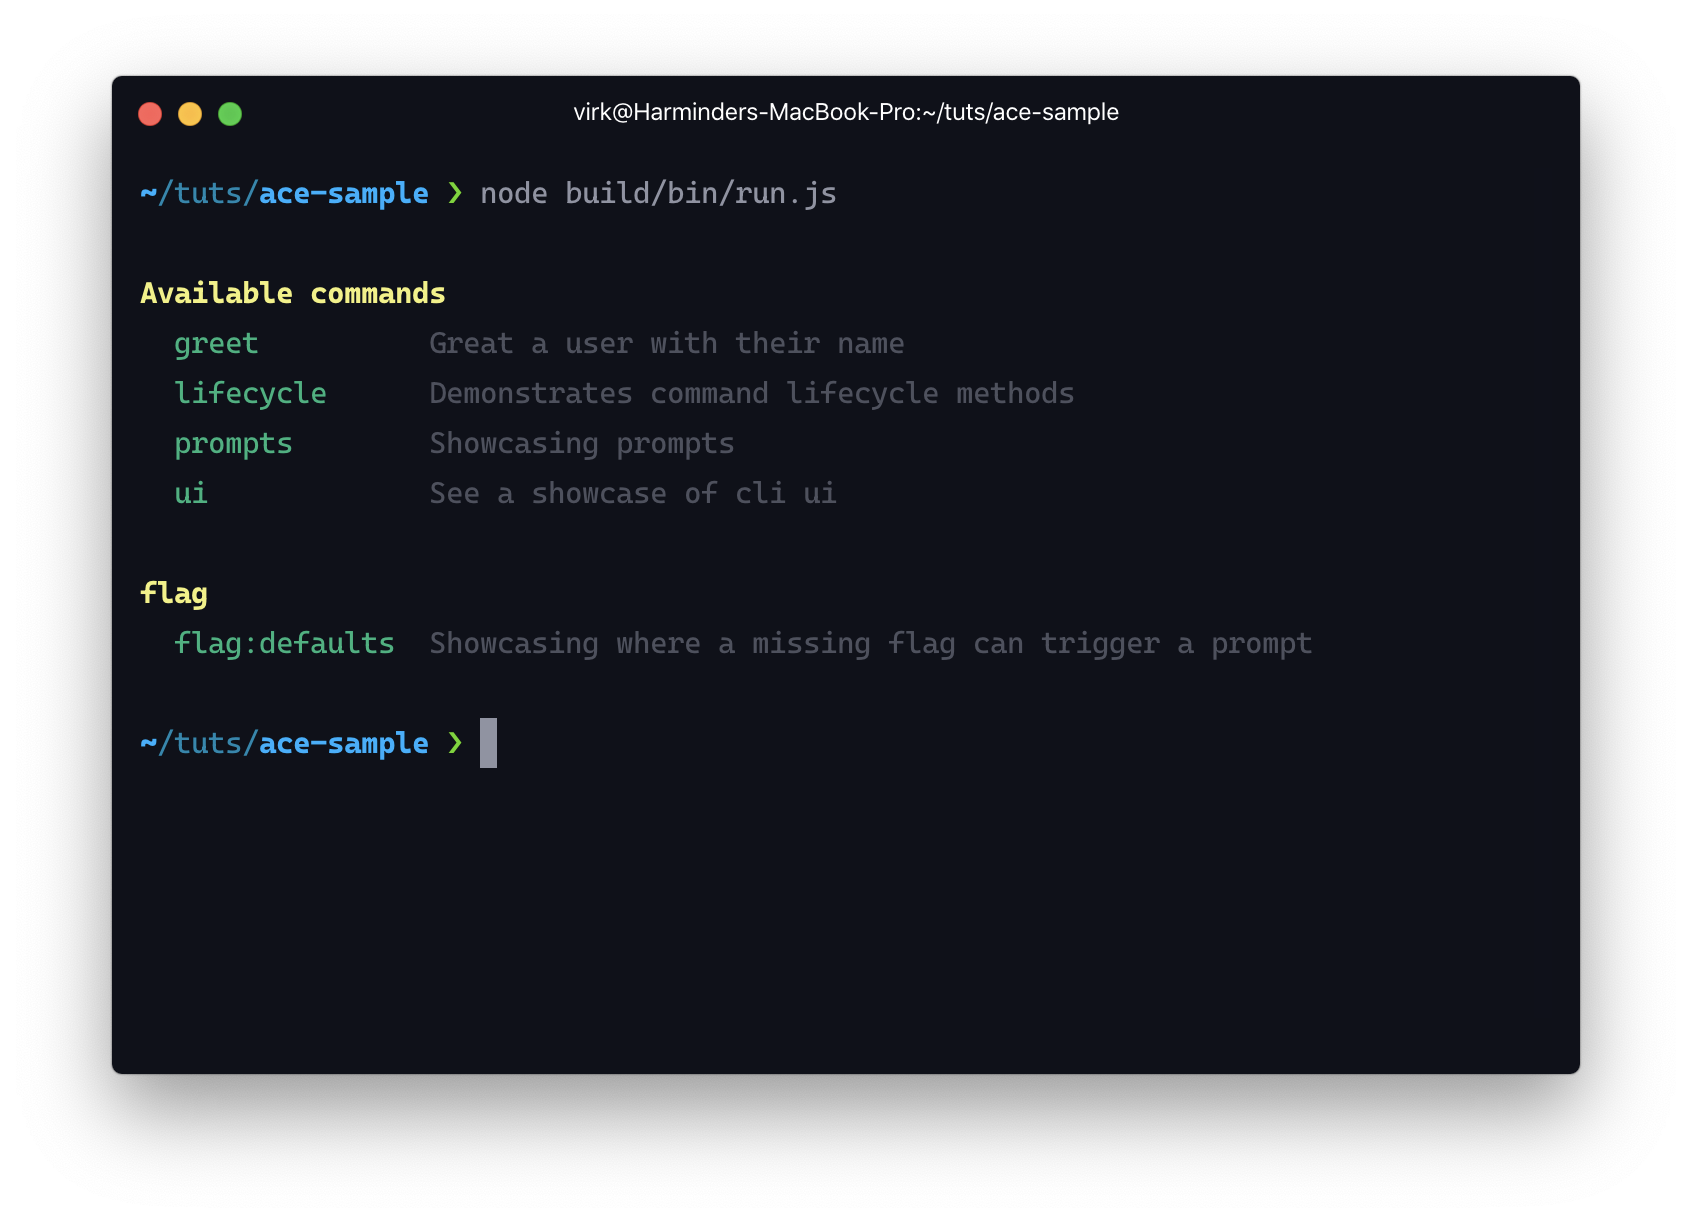 virk@Harminders-MacBook-Pro:~/tuts/ace-sample
~/tuts/ace-sample ❯ node build/bin/run.js
Available commands
greet Great a user with their name
lifecycle Demonstrates command lifecycle methods
prompts Showcasing prompts
ui See a showcase of cli ui
flag
flag:defaults Showcasing where a missing flag can trigger a prompt
~/tuts/ace-sample ❯